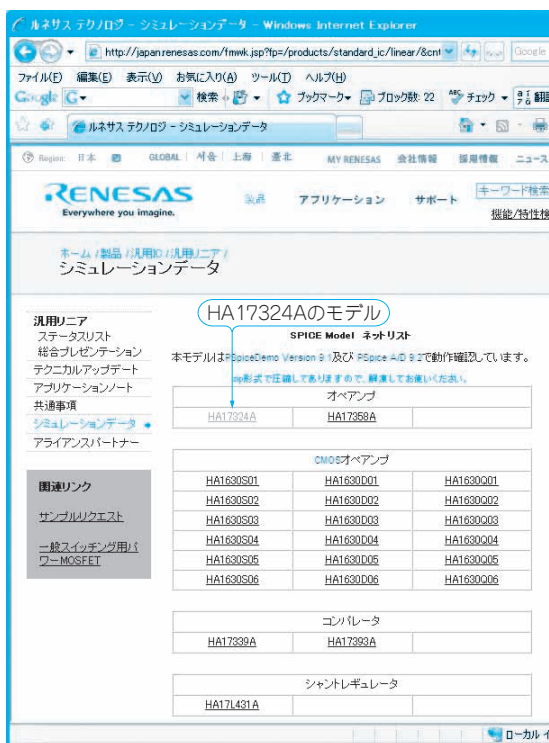 ルネサス テクノロジ - シミュレーションデータ - Windows Internet Explorer
http://japan.renesas.com/fmwk.jsp?fp=/products/standard_ic/linear/&cnt
Google
ファイル(F) 編集(E) 表示(V) お気に入り(A) ツール(T) ヘルプ(H)
Google G 検索 ブックマーク ブロック数: 22 チェック 翻訳
ルネサス テクノロジ - シミュレーションデータ
Region: 日本 GLOBAL 서울 上海 臺北 MY RENESAS 会社情報 採用情報 ニュース
RENESAS
Everywhere you imagine.
製品 アプリケーション サポート
キーワード検索
機能/特性検
ホーム / 製品 / 汎用IC / 汎用リニア /
シミュレーションデータ
HA17324Aのモデル
汎用リニア
ステータスリスト
総合プレゼンテーション
テクニカルアップデート
アプリケーションノート
共通事項
シミュレーションデータ
アライアンスパートナー
関連リンク
サンプルリクエスト
一般スイッチング用パ
ワーMOSFET
SPICE Model ネットリスト
本モデルはPSpiceDemo Version 9.1及び PSpice A/D 9.2で動作確認しています。
zip形式で圧縮してありますので、解凍してお使いください。
オペアンプ
HA17324A HA17358A
CMOSオペアンプ
HA1630S01 HA1630D01 HA1630Q01
HA1630S02 HA1630D02 HA1630Q02
HA1630S03 HA1630D03 HA1630Q03
HA1630S04 HA1630D04 HA1630Q04
HA1630S05 HA1630D05 HA1630Q05
HA1630S06 HA1630D06 HA1630Q06
コンパレータ
HA17339A HA17393A
シャントレギュレータ
HA17L431A
ローカル イ